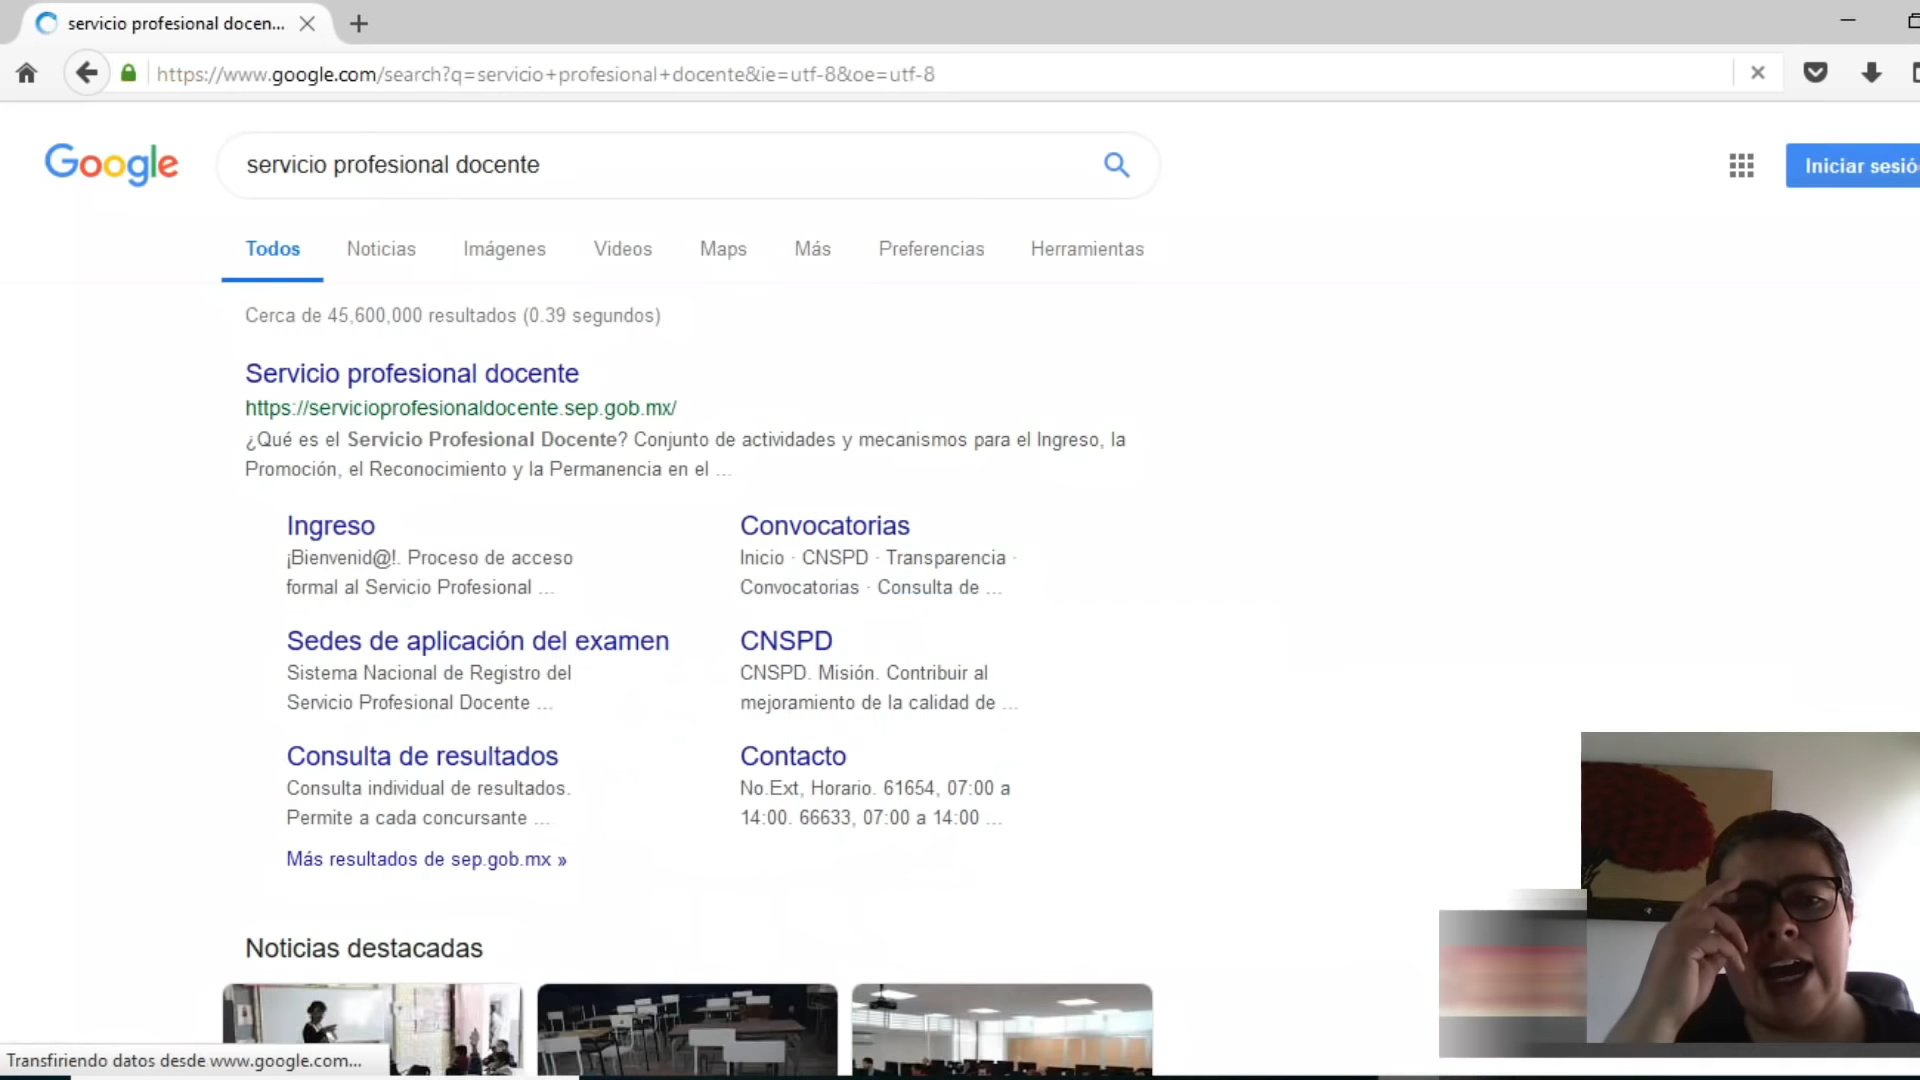 servicio profesional docen...
https://www.google.com/search?q=servicio+profesional+docente&ie=utf-8&oe=utf-8
Google
servicio profesional docente
Iniciar sesió
Todos Noticias Imágenes Videos Maps Más Preferencias Herramientas
Cerca de 45,600,000 resultados (0.39 segundos)
Servicio profesional docente
https://servicioprofesionaldocente.sep.gob.mx/
¿Qué es el Servicio Profesional Docente? Conjunto de actividades y mecanismos para el Ingreso, la
Promoción, el Reconocimiento y la Permanencia en el ...
Ingreso
¡Bienvenid@!. Proceso de acceso
formal al Servicio Profesional ...
Convocatorias
Inicio · CNSPD · Transparencia ·
Convocatorias · Consulta de ...
Sedes de aplicación del examen
Sistema Nacional de Registro del
Servicio Profesional Docente ...
CNSPD
CNSPD. Misión. Contribuir al
mejoramiento de la calidad de ...
Consulta de resultados
Consulta individual de resultados.
Permite a cada concursante ...
Contacto
No.Ext, Horario. 61654, 07:00 a
14:00. 66633, 07:00 a 14:00 ...
Más resultados de sep.gob.mx »
Noticias destacadas
Transfiriendo datos desde www.google.com...